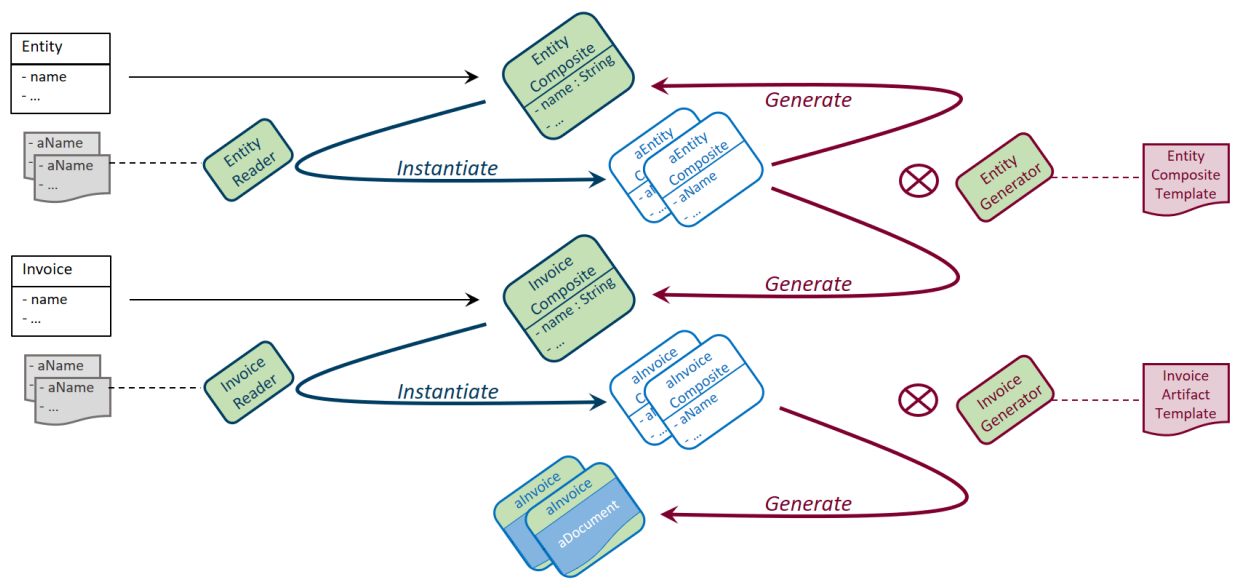 Entity
- name
- ...
- aName
-
- aName
- ...
Entity
Reader
Entity
Composite
- name : String
- ...
Instantiate
aEntity
C
- a
- ...
aEntity
Composite
- aName
- ...
Generate
Generate
Entity
Generator
Entity
Composite
Template
Invoice
- name
- ...
- aName
-
- aName
- ...
Invoice
Reader
Invoice
Composite
- name : String
- ...
Instantiate
aInvoice
C
- a
- ...
aInvoice
Composite
- aName
- ...
Invoice
Generator
Invoice
Artifact
Template
Generate
aInvoice
aInvoice
aDocument